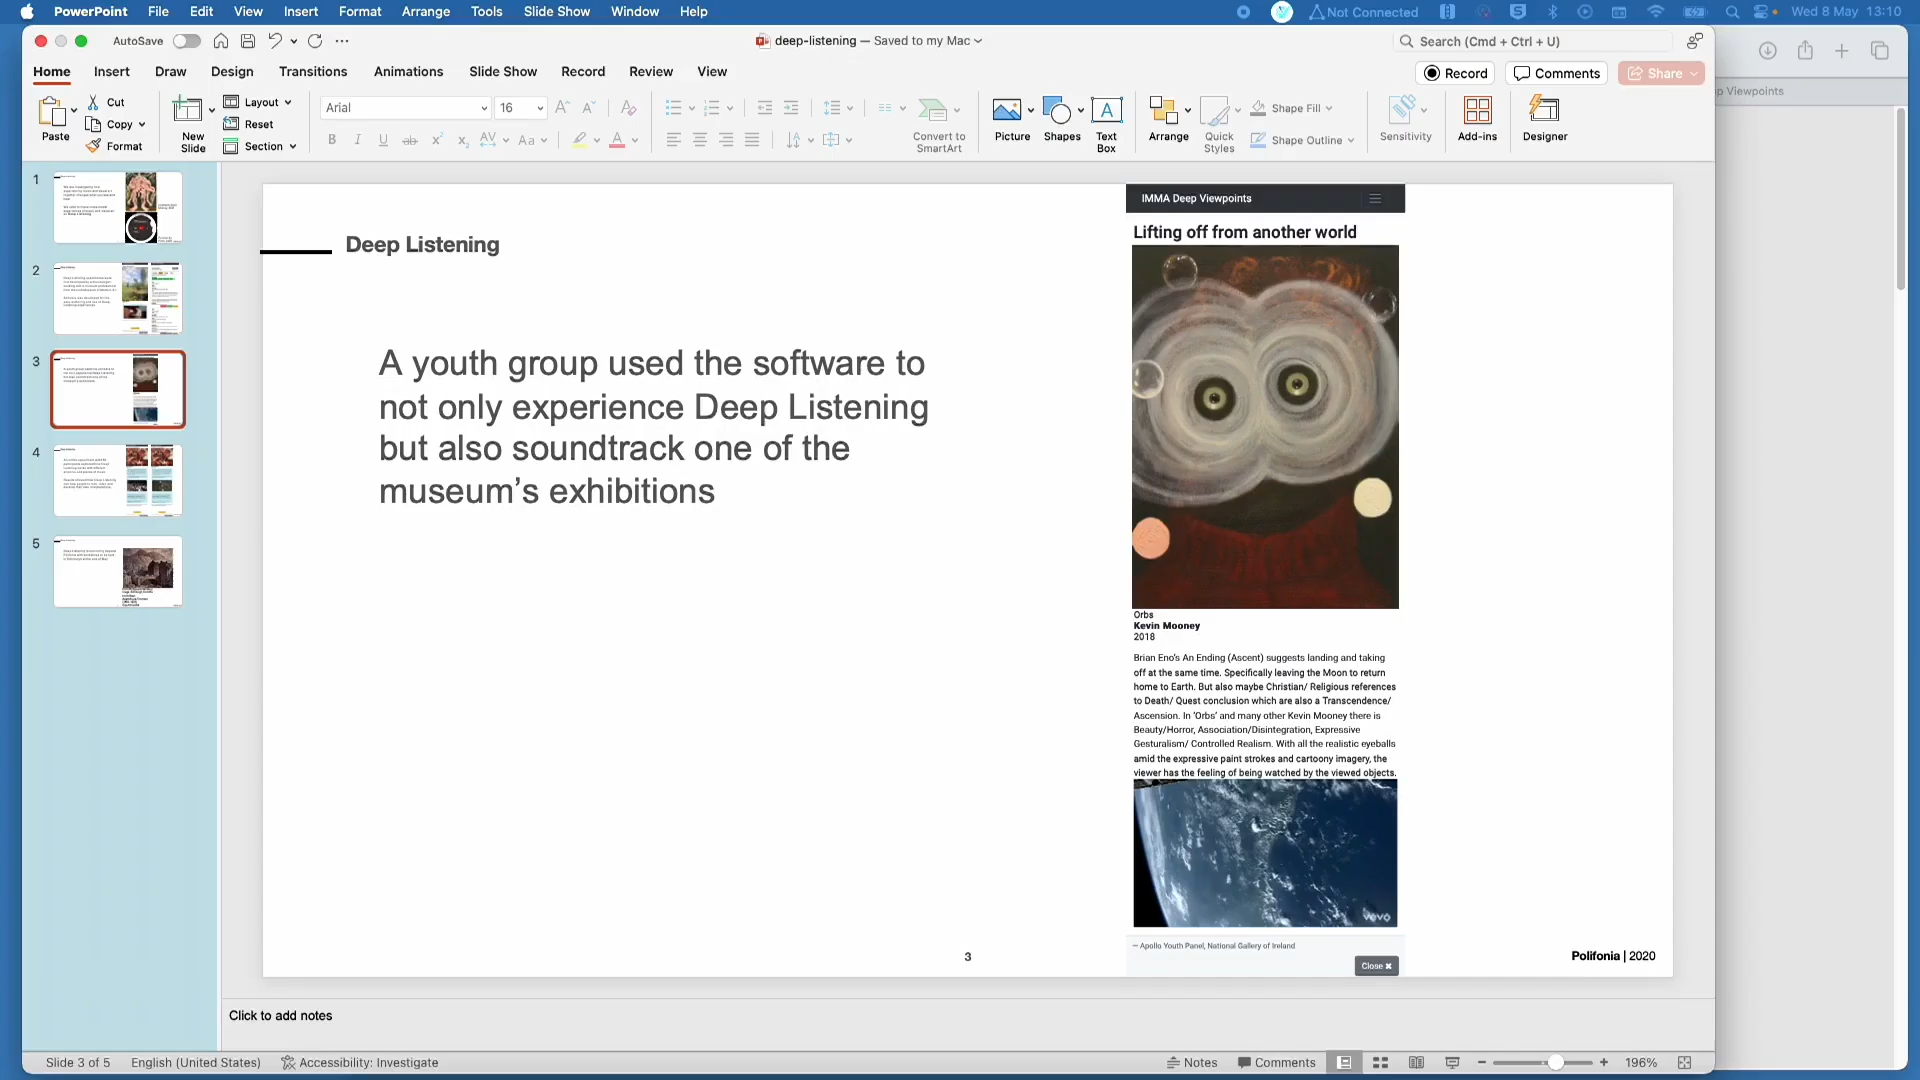 PowerPoint File Edit View Insert Format Arrange Tools Slide Show Window Help
Not Connected Wed 8 May 13:10
AutoSave deep-listening — Saved to my Mac Search (Cmd + Ctrl + U)
Home Insert Draw Design Transitions Animations Slide Show Record Review View Record Comments Share
p Viewpoints
Paste Cut Copy Format New Slide Layout Reset Section
Arial 16
Convert to SmartArt Picture Shapes Text Box Arrange Quick Styles Shape Fill Shape Outline Sensitivity Add-ins Designer
1
2
3
4
5
Deep Listening
A youth group used the software to
not only experience Deep Listening
but also soundtrack one of the
museum’s exhibitions
IMMA Deep Viewpoints
Lifting off from another world
Orbs
Kevin Mooney
2018
Brian Eno's An Ending (Ascent) suggests landing and taking
off at the same time. Specifically leaving the Moon to return
home to Earth. But also maybe Christian/ Religious references
to Death/ Quest conclusion which are also a Transcendence/
Ascension. In 'Orbs' and many other Kevin Mooney there is
Beauty/Horror, Association/Disintegration, Expressive
Gesturalism/ Controlled Realism. With all the realistic eyeballs
amid the expressive paint strokes and cartoony imagery, the
viewer has the feeling of being watched by the viewed objects.
vevo
— Apollo Youth Panel, National Gallery of Ireland
Close ✖
3
Polifonia | 2020
Click to add notes
Slide 3 of 5 English (United States) Accessibility: Investigate Notes Comments 196%